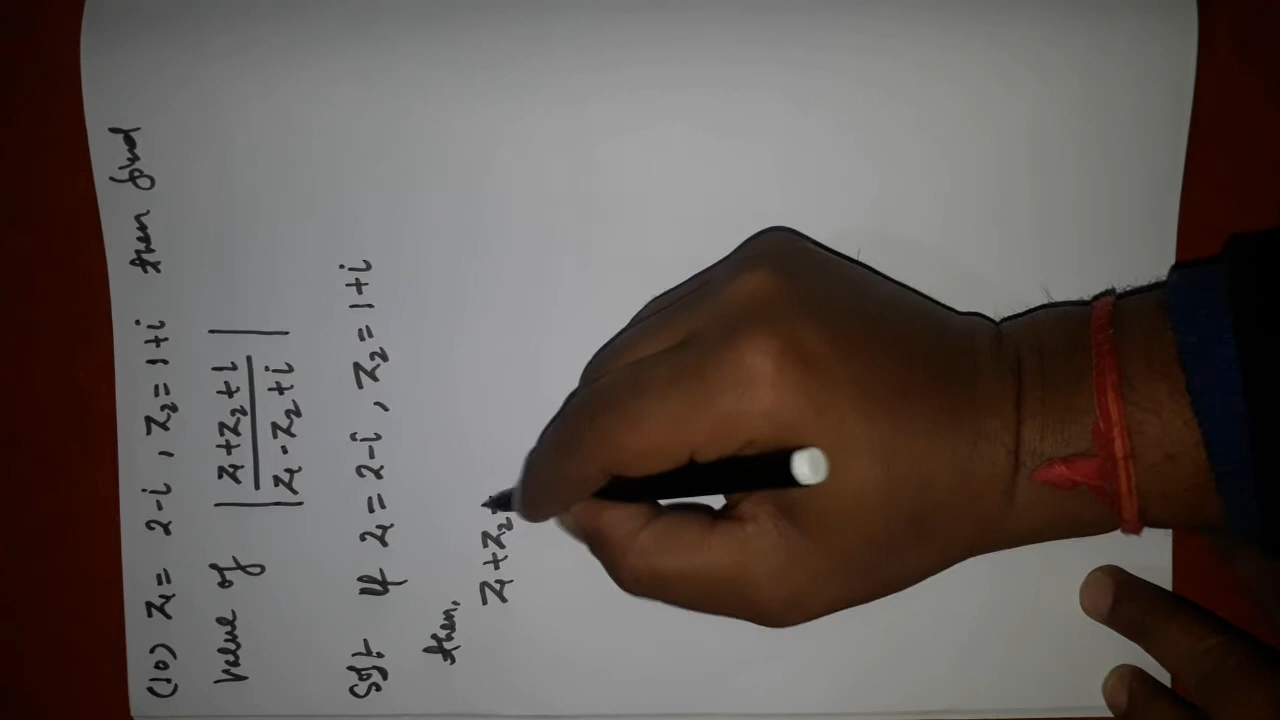 (10) z₁ = 2-i , z₂ = 1+i then find
value of | z₁+z₂+1 / z₁-z₂+i |
Solⁿ: If z₁ = 2-i , z₂ = 1+i
then,
z₁+z₂+